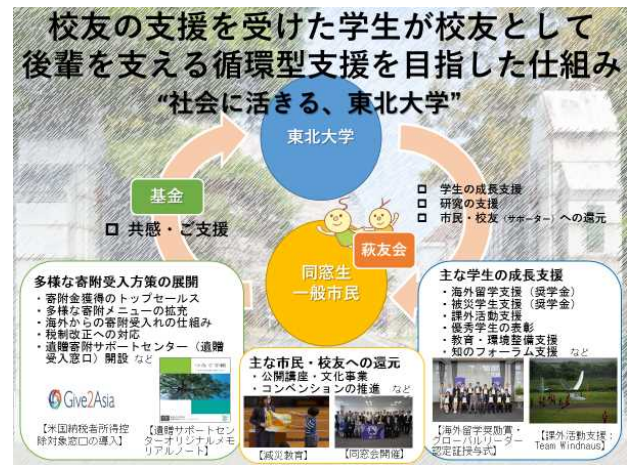 校友の支援を受けた学生が校友として
後輩を支える循環型支援を目指した仕組み
“社会に活きる、東北大学”
東北大学
基金
共感・ご支援
学生の成長支援
研究の支援
市民・校友（サポーター）への還元
萩友会
同窓生
一般市民
多様な寄附受入方策の展開
・寄附金獲得のトップセールス
・多様な寄附メニューの拡充
・海外からの寄附受入れの仕組み
・税制改正への対応
・遺贈寄附サポートセンター（遺贈
受入窓口）開設 など
Give2Asia
【米国納税者所得控
除対象窓口の導入】
【遺贈サポートセン
ターオリジナルメモ
リアルノート】
主な市民・校友への還元
・公開講座・文化事業
・コンベンションの推進 など
【減災教育】
【同窓会開催】
主な学生の成長支援
・海外留学支援（奨学金）
・被災学生支援（奨学金）
・課外活動支援
・優秀学生の表彰
・教育・環境整備支援
・知のフォーラム支援 など
【海外留学奨励賞・
グローバルリーダー
認定証授与式】
【課外活動支援：
Team Windnauts】